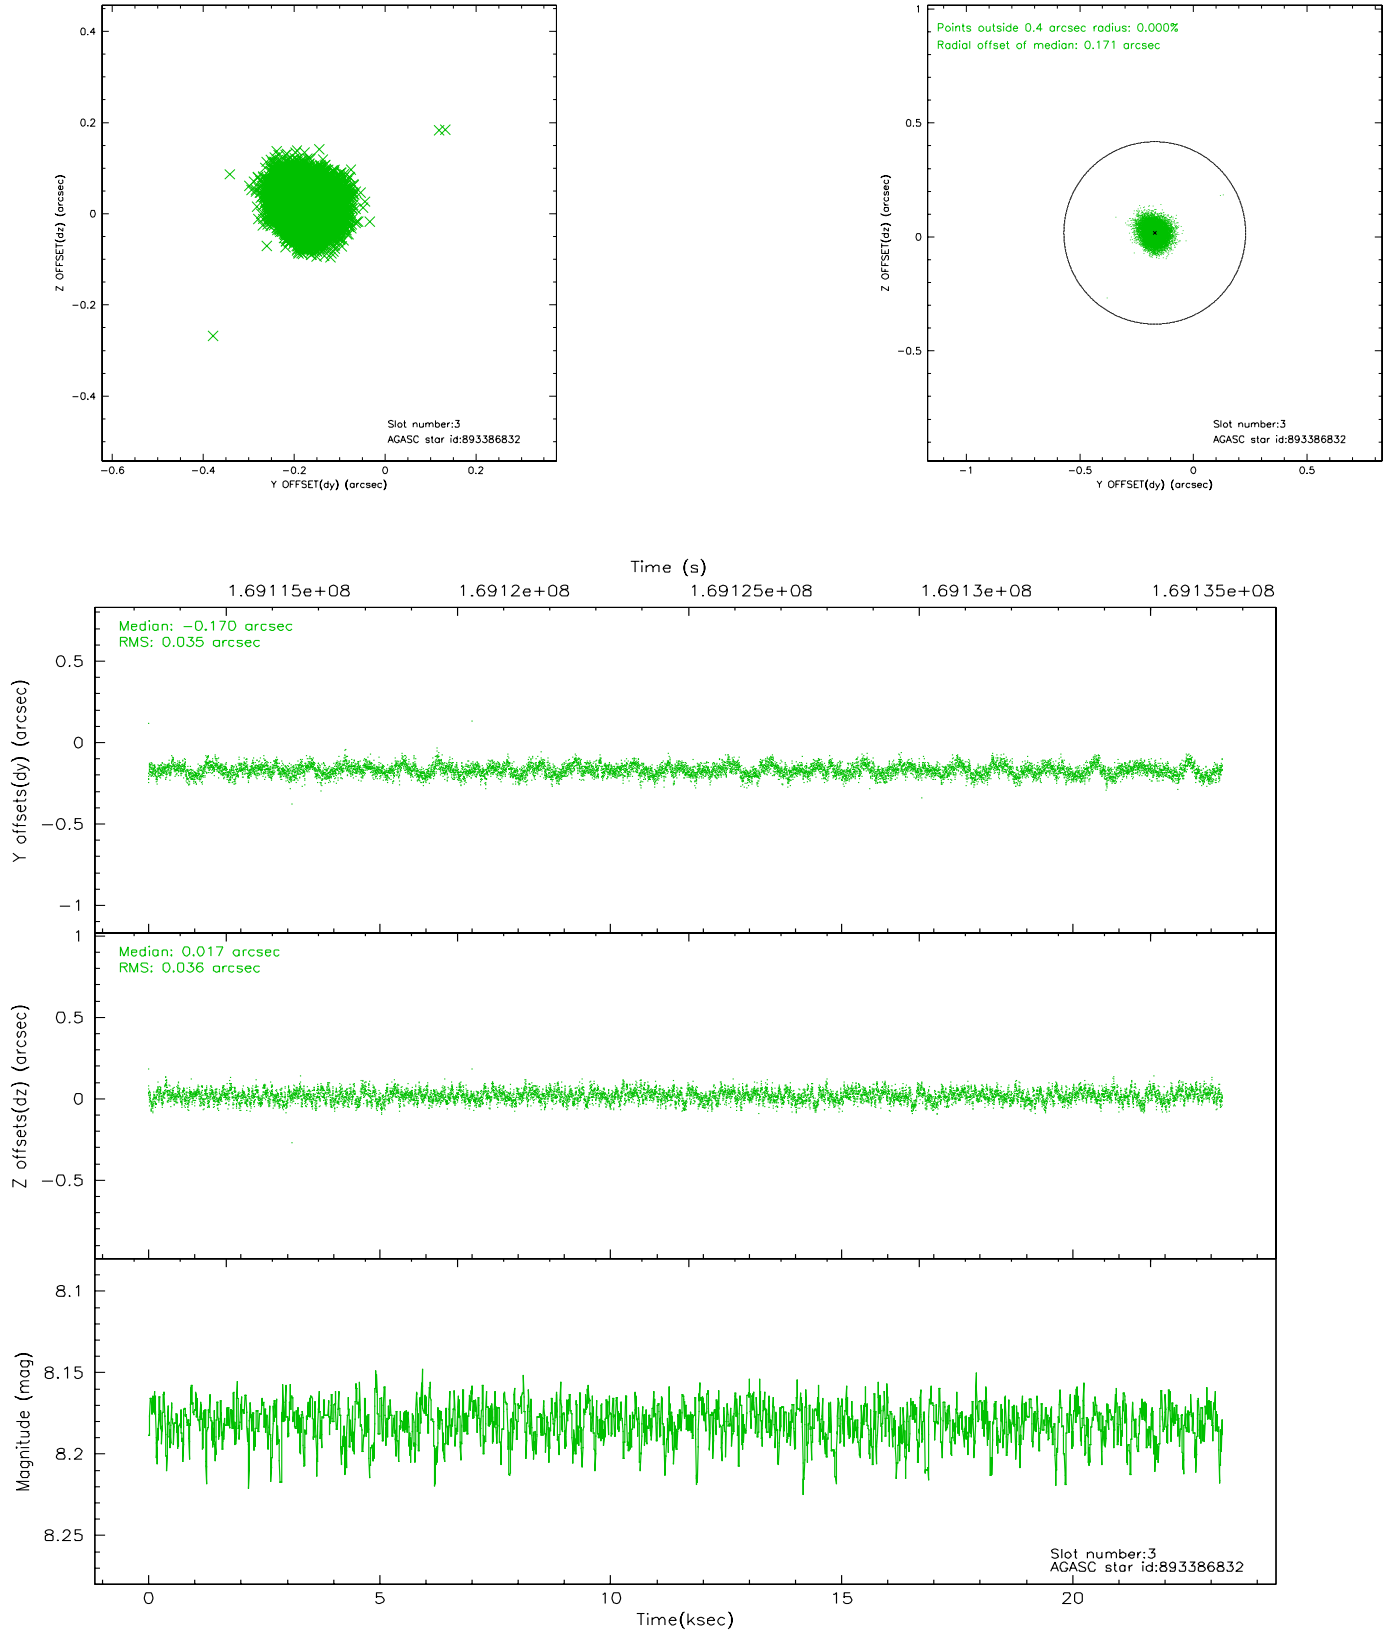 0.4
0.2
0
−0.2
−0.4
Z OFFSET(dz) (arcsec)
Slot number:3
AGASC star id:893386832
−0.6 −0.4 −0.2 0 0.2
Y OFFSET(dy) (arcsec)
Points outside 0.4 arcsec radius: 0.000%
Radial offset of median: 0.171 arcsec
1
0.5
0
−0.5
Z OFFSET(dz) (arcsec)
Slot number:3
AGASC star id:893386832
−1 −0.5 0 0.5
Y OFFSET(dy) (arcsec)
Time (s)
1.69115e+08 1.6912e+08 1.69125e+08 1.6913e+08 1.69135e+08
Median: −0.170 arcsec
RMS: 0.035 arcsec
0.5
0
−0.5
−1
Y offsets(dy) (arcsec)
Median: 0.017 arcsec
RMS: 0.036 arcsec
1
0.5
0
−0.5
Z offsets(dz) (arcsec)
8.1
8.15
8.2
8.25
Magnitude (mag)
Slot number:3
AGASC star id:893386832
0 5 10 15 20
Time(ksec)